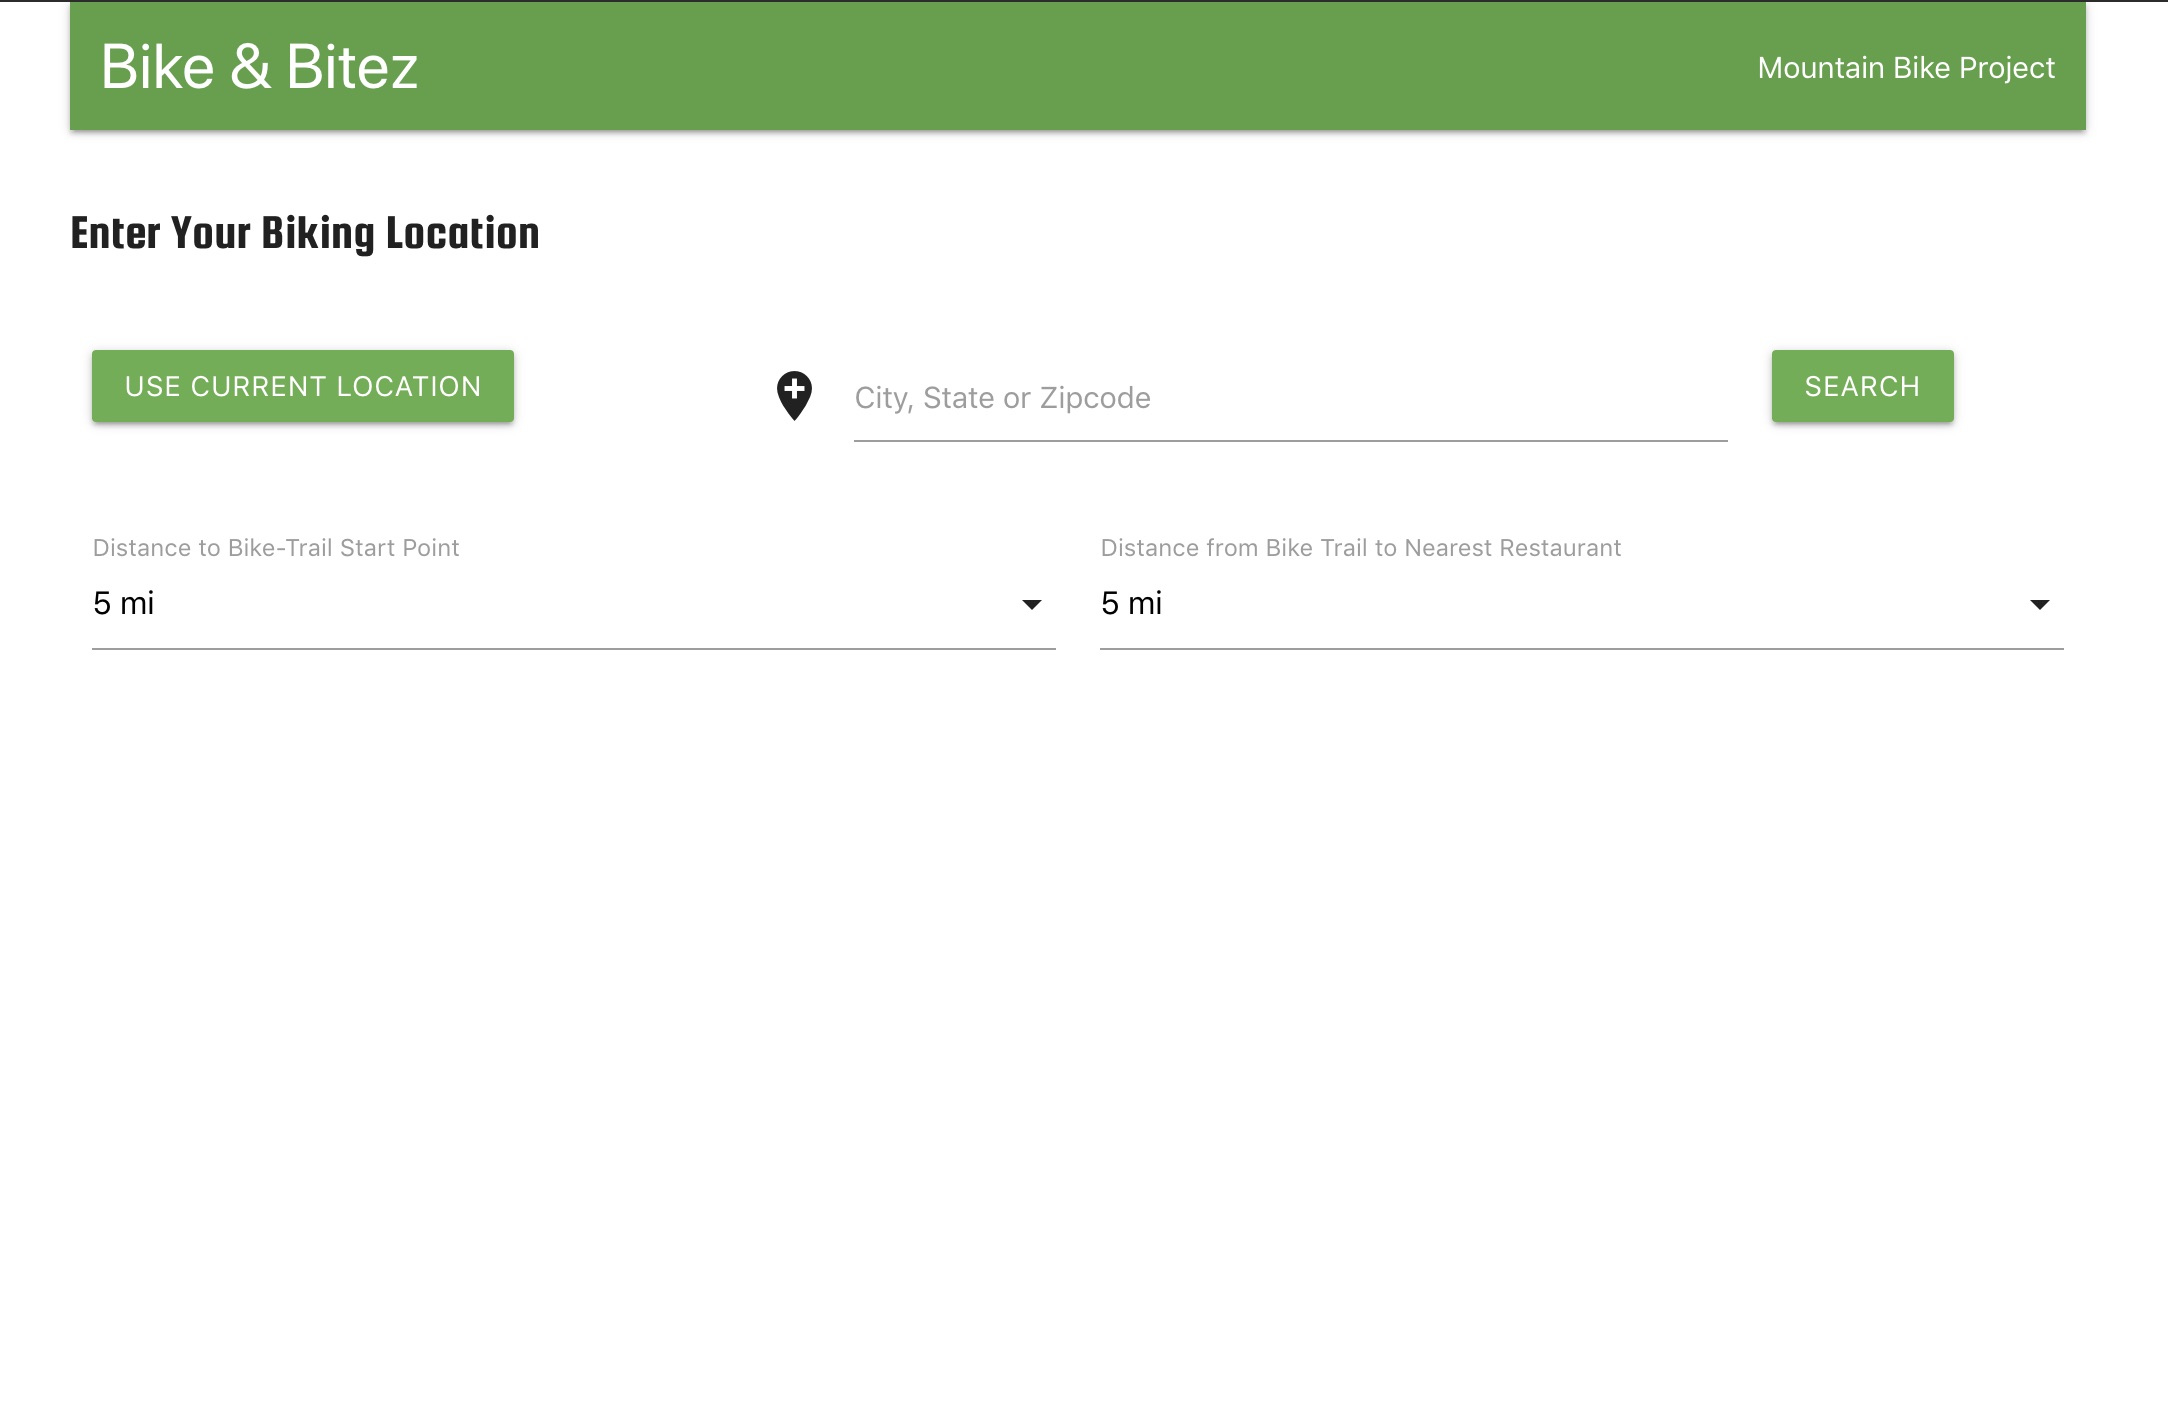 Bike & Bitez
Mountain Bike Project
Enter Your Biking Location
USE CURRENT LOCATION
City, State or Zipcode
SEARCH
Distance to Bike-Trail Start Point
Distance from Bike Trail to Nearest Restaurant
5 mi
5 mi